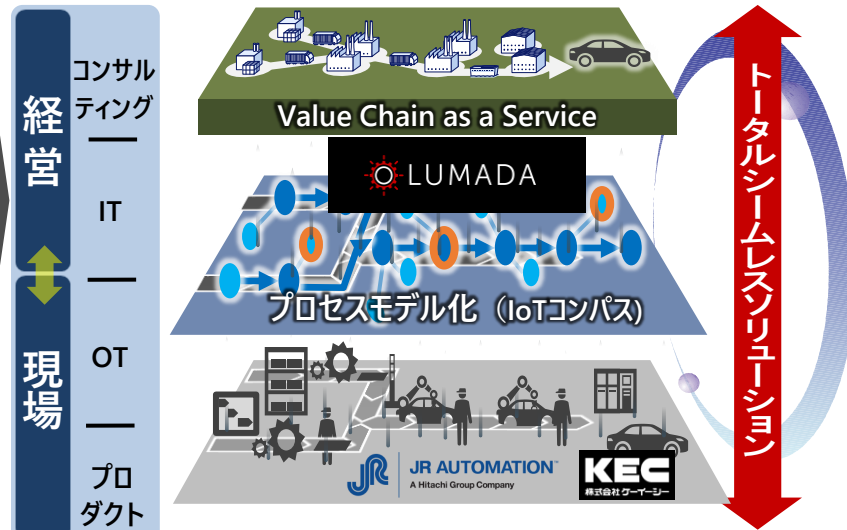 経営
現場
コンサル
ティング
IT
OT
プロ
ダクト
Value Chain as a Service
LUMADA
プロセスモデル化（IoTコンパス)
JR JR AUTOMATION™
A Hitachi Group Company
KEC
株式会社ケーイーシー
トータルシームレスソリューション